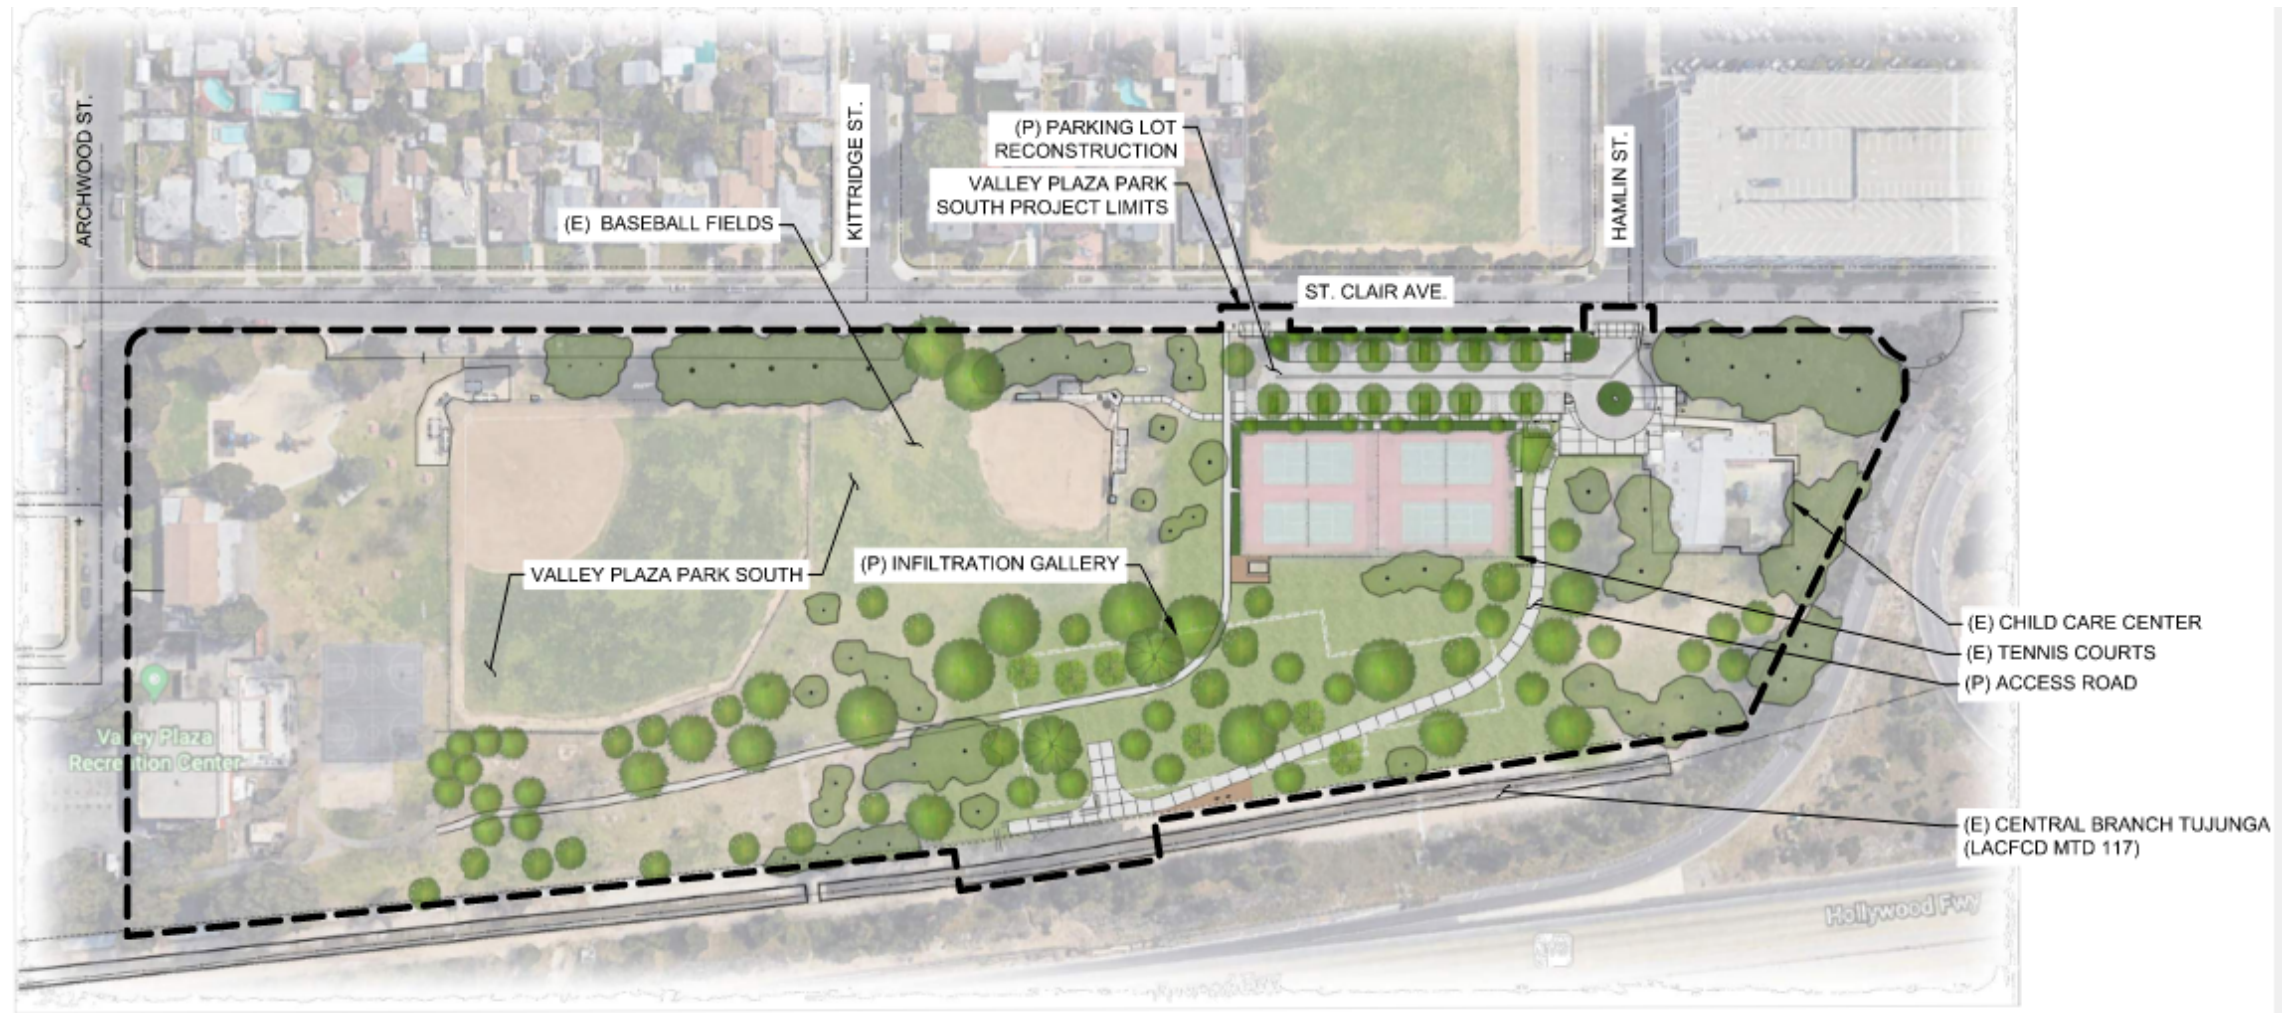 ARCHWOOD ST.
KITTRIDGE ST.
HAMLIN ST.
(P) PARKING LOT
RECONSTRUCTION
VALLEY PLAZA PARK
SOUTH PROJECT LIMITS
(E) BASEBALL FIELDS
ST. CLAIR AVE.
(P) INFILTRATION GALLERY
VALLEY PLAZA PARK SOUTH
(E) CHILD CARE CENTER
(E) TENNIS COURTS
(P) ACCESS ROAD
Valley Plaza
Recreation Center
(E) CENTRAL BRANCH TUJUNGA
(LACFCD MTD 117)
Hollywood Fwy